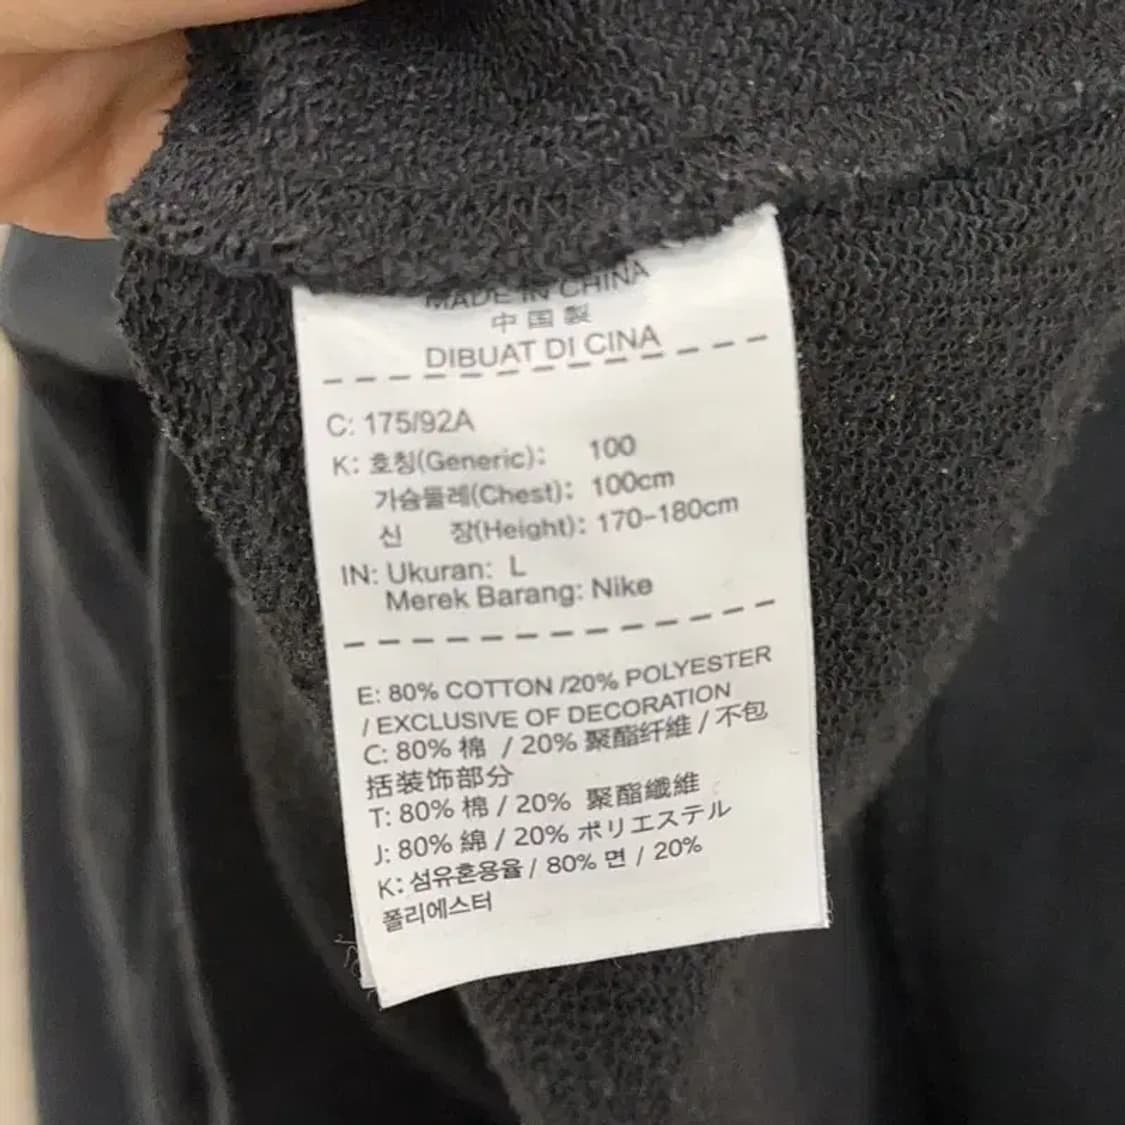 MADE IN CHINA
中国製
DIBUAT DI CINA
C: 175/92A
K: 호칭(Generic): 100
가슴둘레(Chest): 100cm
신 장(Height): 170-180cm
IN: Ukuran: L
Merek Barang: Nike
E: 80% COTTON /20% POLYESTER
/ EXCLUSIVE OF DECORATION
C: 80% 棉 / 20% 聚酯纤维 / 不包
括装饰部分
T: 80% 棉 / 20% 聚酯纖維
J: 80% 綿 / 20% ポリエステル
K: 섬유혼용율 / 80% 면 / 20%
폴리에스터